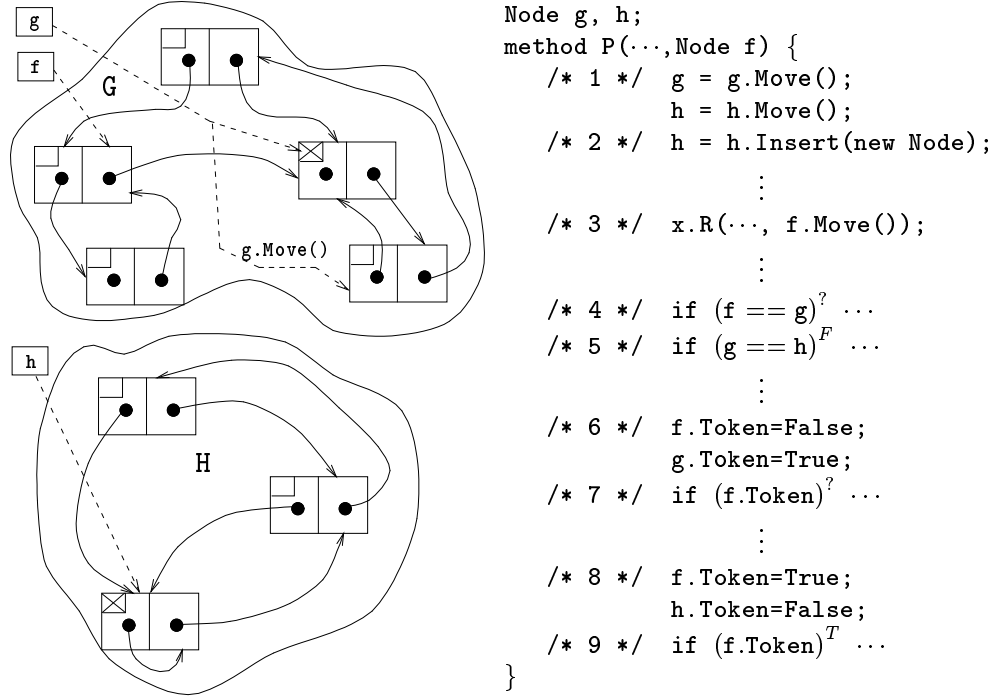 g
f
G
g.Move()
h
H
Node g, h;
method P(⋯,Node f) {
/* 1 */ g = g.Move();
h = h.Move();
/* 2 */ h = h.Insert(new Node);
⋮
/* 3 */ x.R(⋯, f.Move());
⋮
/* 4 */ if (f == g)^? ⋯
/* 5 */ if (g == h)^F ⋯
⋮
/* 6 */ f.Token=False;
g.Token=True;
/* 7 */ if (f.Token)^? ⋯
⋮
/* 8 */ f.Token=True;
h.Token=False;
/* 9 */ if (f.Token)^T ⋯
}